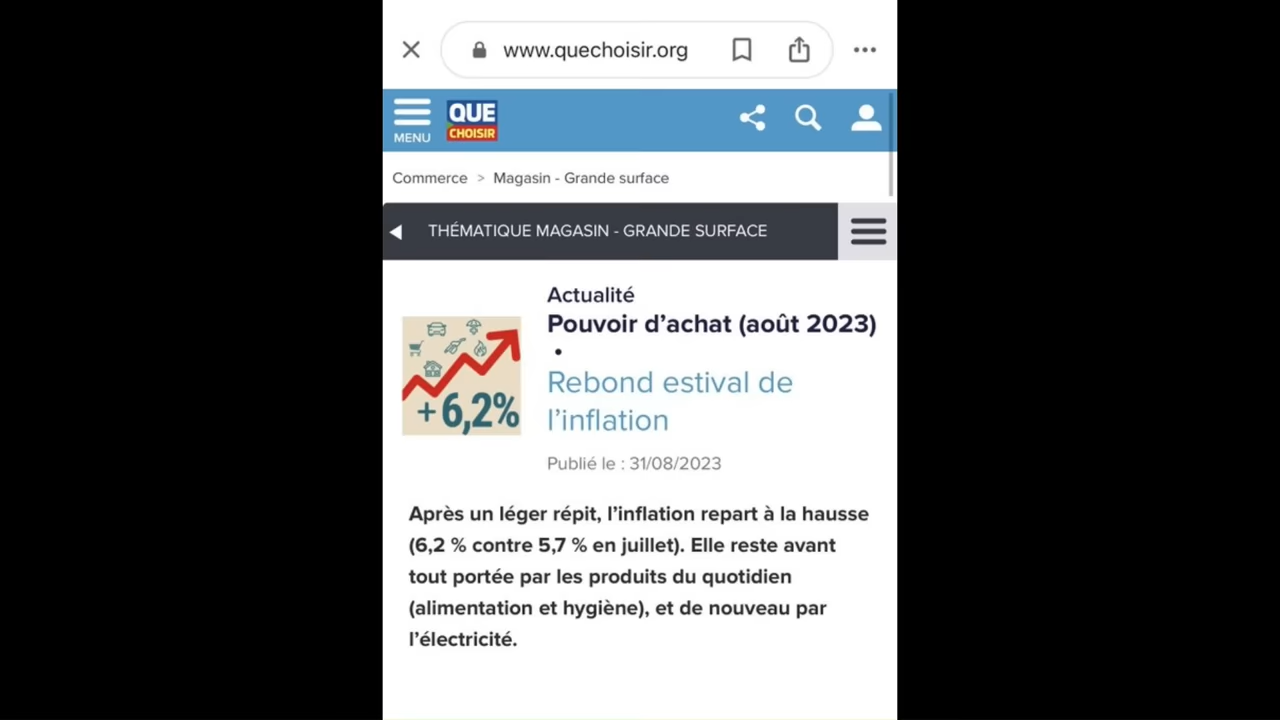 www.quechoisir.org
MENU
QUE
CHOISIR
Commerce > Magasin - Grande surface
THÉMATIQUE MAGASIN - GRANDE SURFACE
+6,2%
Actualité
Pouvoir d’achat (août 2023)
•
Rebond estival de
l’inflation
Publié le : 31/08/2023
Après un léger répit, l’inflation repart à la hausse
(6,2 % contre 5,7 % en juillet). Elle reste avant
tout portée par les produits du quotidien
(alimentation et hygiène), et de nouveau par
l’électricité.